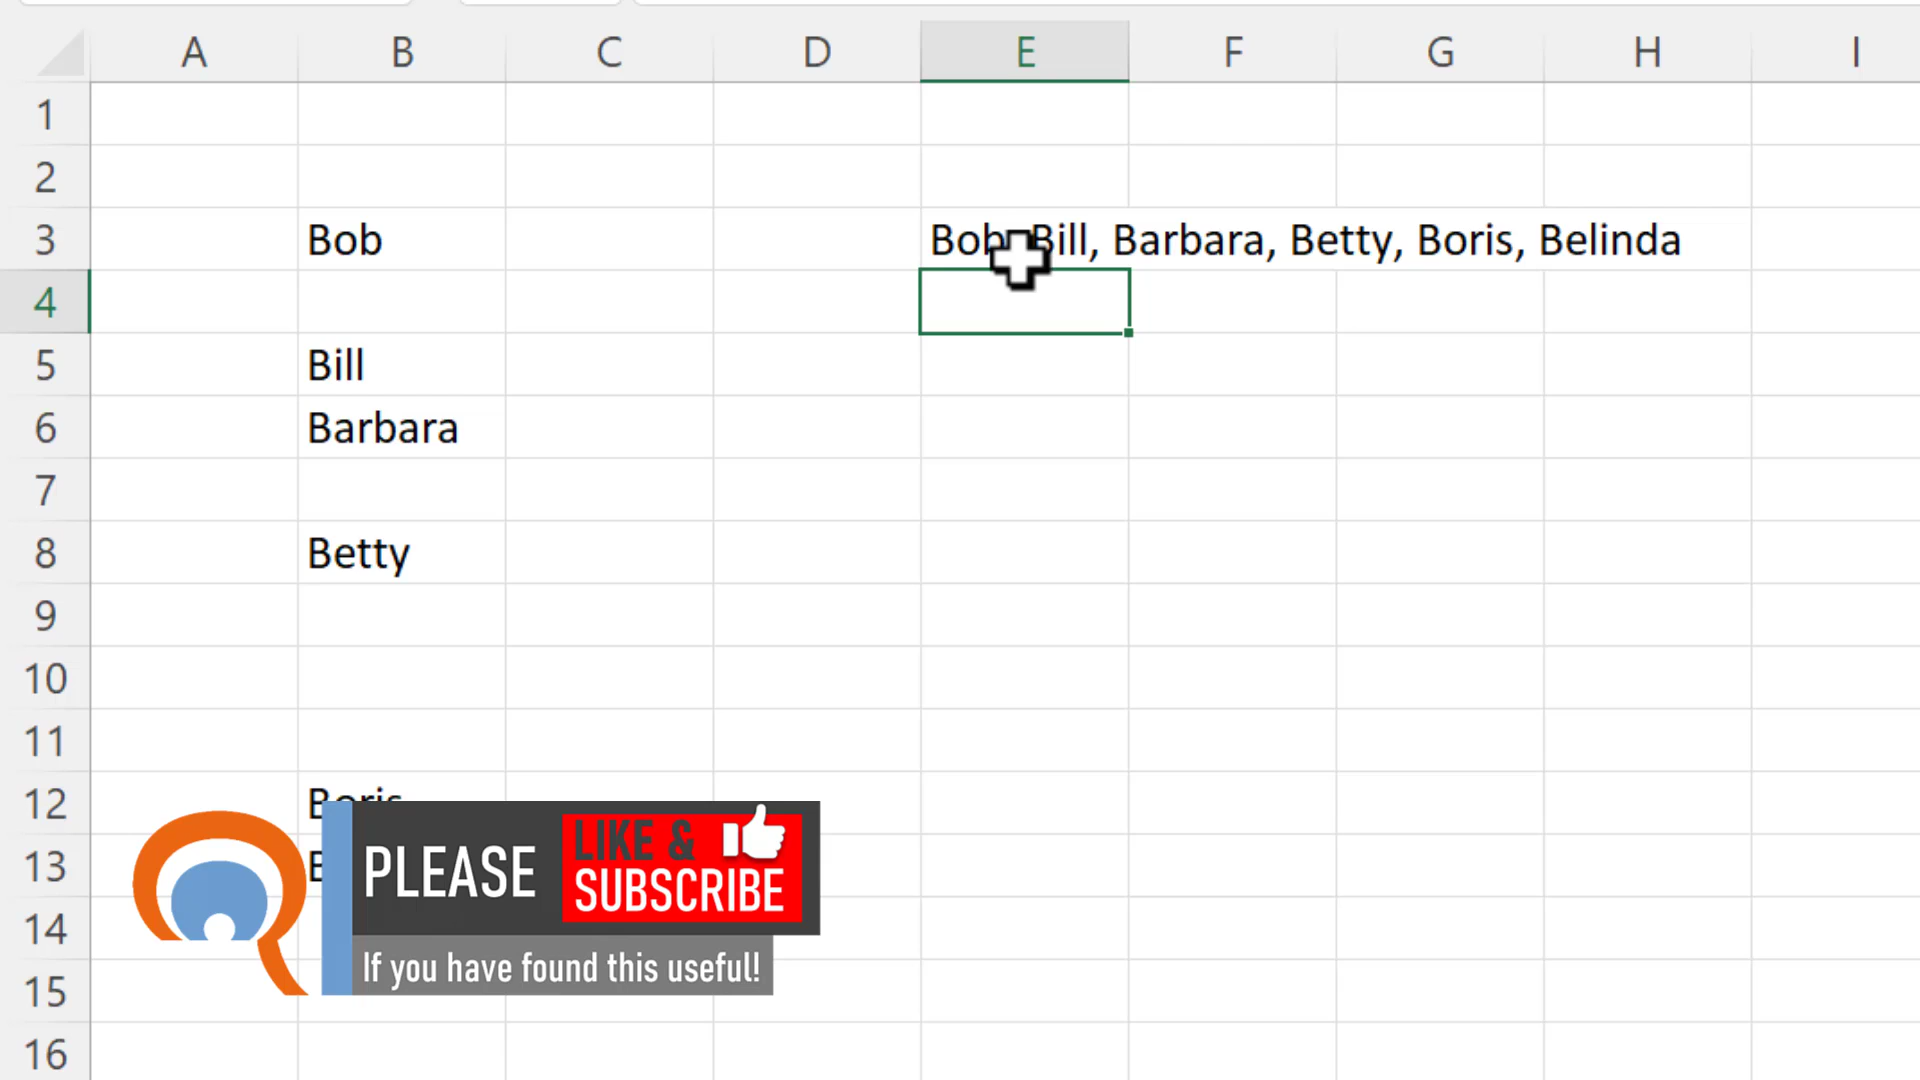 A B C D E F G H I
1
2
3 Bob Bob, Bill, Barbara, Betty, Boris, Belinda
4
5 Bill
6 Barbara
7
8 Betty
9
10
11
12 Boris
13
14
15
16
PLEASE LIKE & SUBSCRIBE
If you have found this useful!